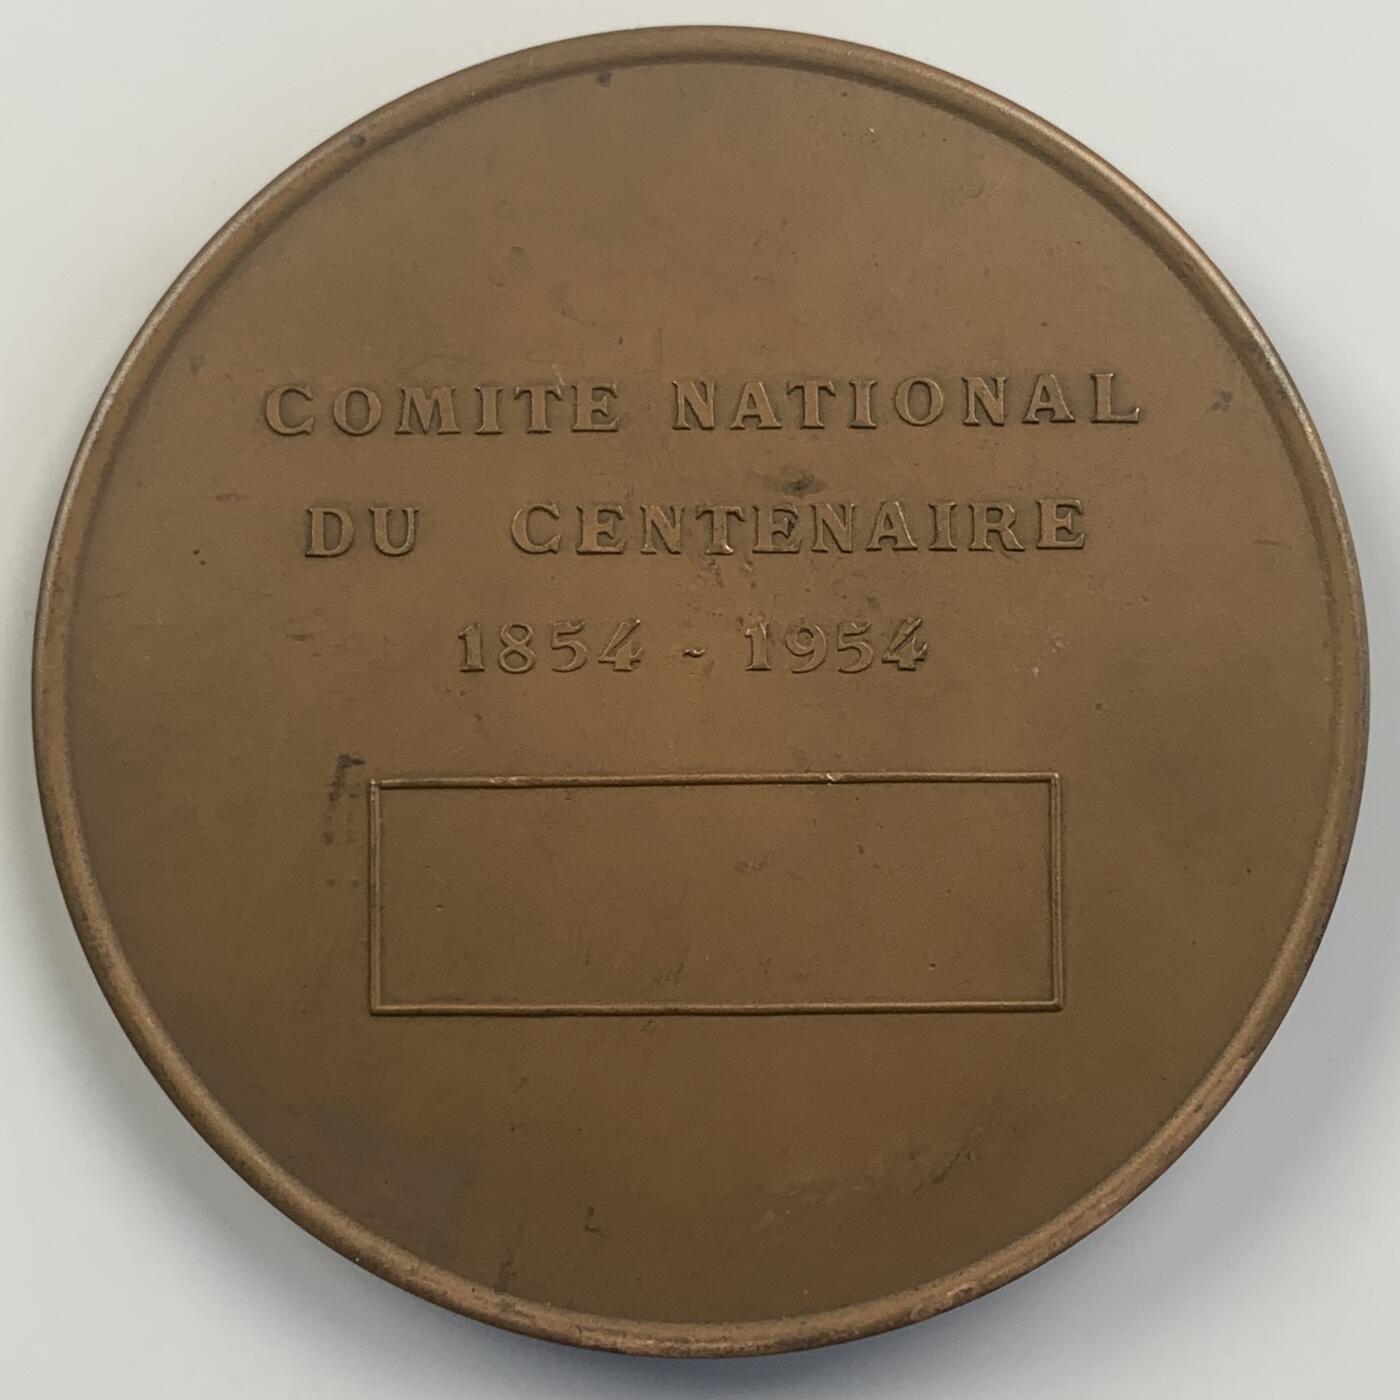 COMITE NATIONAL
DU CENTENAIRE
1854 - 1954